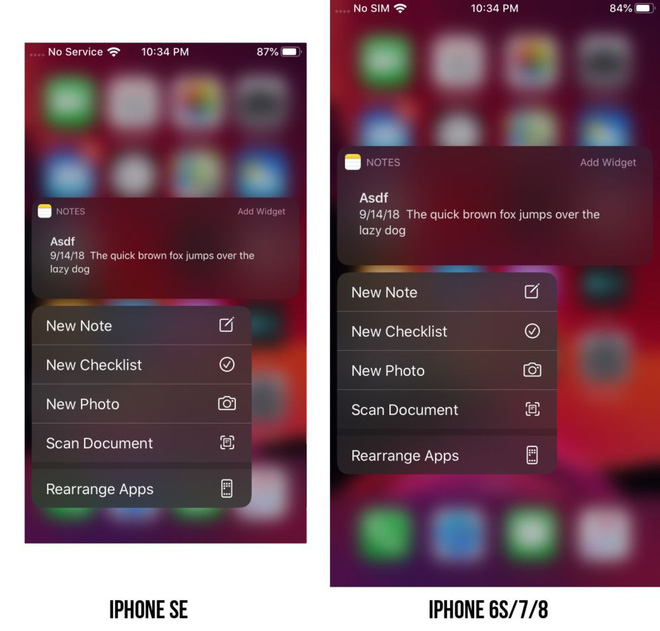 No Service 10:34 PM 87%
NOTES Add Widget
Asdf
9/14/18 The quick brown fox jumps over the
lazy dog
New Note
New Checklist
New Photo
Scan Document
Rearrange Apps
IPHONE SE
No SIM 10:34 PM 84%
NOTES Add Widget
Asdf
9/14/18 The quick brown fox jumps over the
lazy dog
New Note
New Checklist
New Photo
Scan Document
Rearrange Apps
IPHONE 6S/7/8